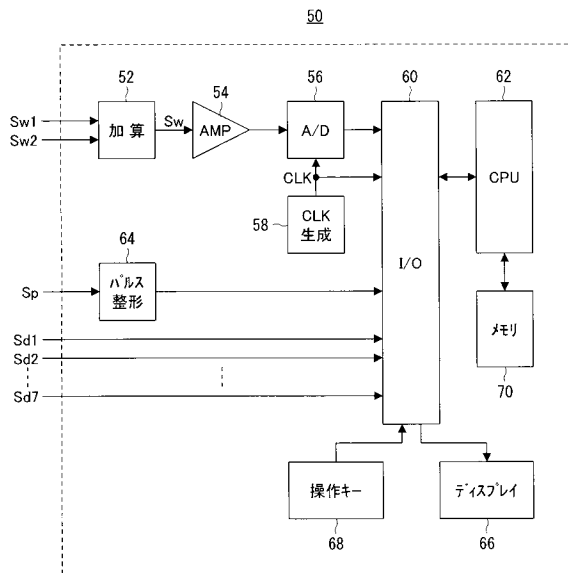 50
52
54
56
60
62
Sw1
Sw2
加算
Sw
AMP
A/D
I/O
CPU
CLK
58
CLK
生成
64
Sp
パルス
整形
Sd1
Sd2
Sd7
メモリ
70
操作キー
ディスプレイ
68
66